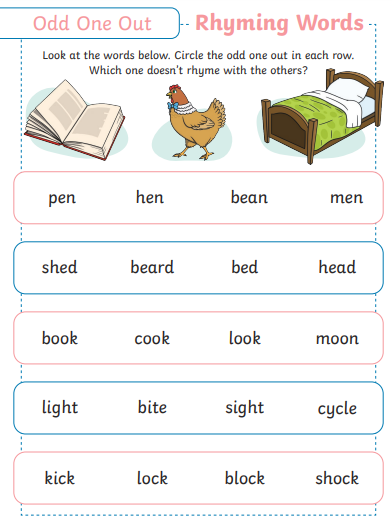 Odd One Out
Rhyming Words
Look at the words below. Circle the odd one out in each row.
Which one doesn't rhyme with the others?
pen hen bean men
shed beard bed head
book cook look moon
light bite sight cycle
kick lock block shock